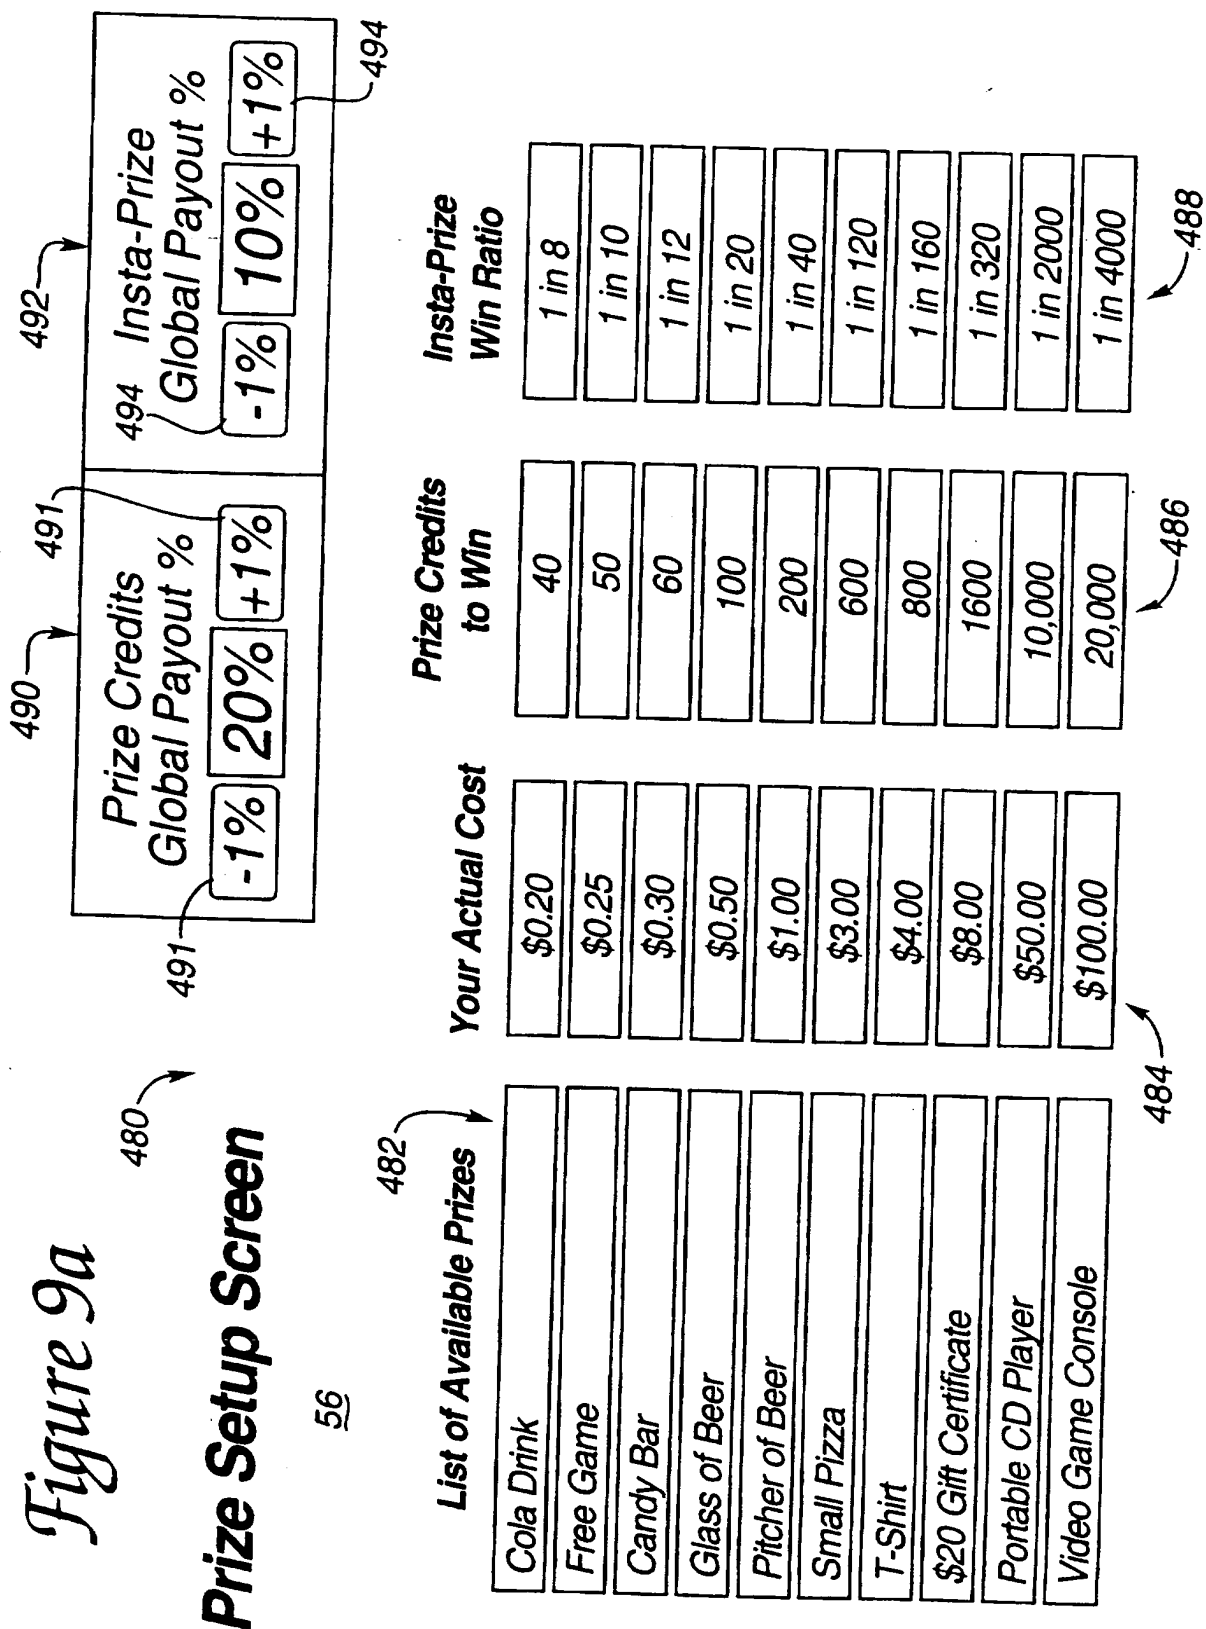 Figure 9a
Prize Setup Screen
480
56
490
492
Prize Credits
Global Payout %
491
-1% 20% +1%
491
Insta-Prize
Global Payout %
494
-1% 10% +1%
494
482
List of Available Prizes Your Actual Cost Prize Credits to Win Insta-Prize Win Ratio
Cola Drink $0.20 40 1 in 8
Free Game $0.25 50 1 in 10
Candy Bar $0.30 60 1 in 12
Glass of Beer $0.50 100 1 in 20
Pitcher of Beer $1.00 200 1 in 40
Small Pizza $3.00 600 1 in 120
T-Shirt $4.00 800 1 in 160
$20 Gift Certificate $8.00 1600 1 in 320
Portable CD Player $50.00 10,000 1 in 2000
Video Game Console $100.00 20,000 1 in 4000
484
486
488